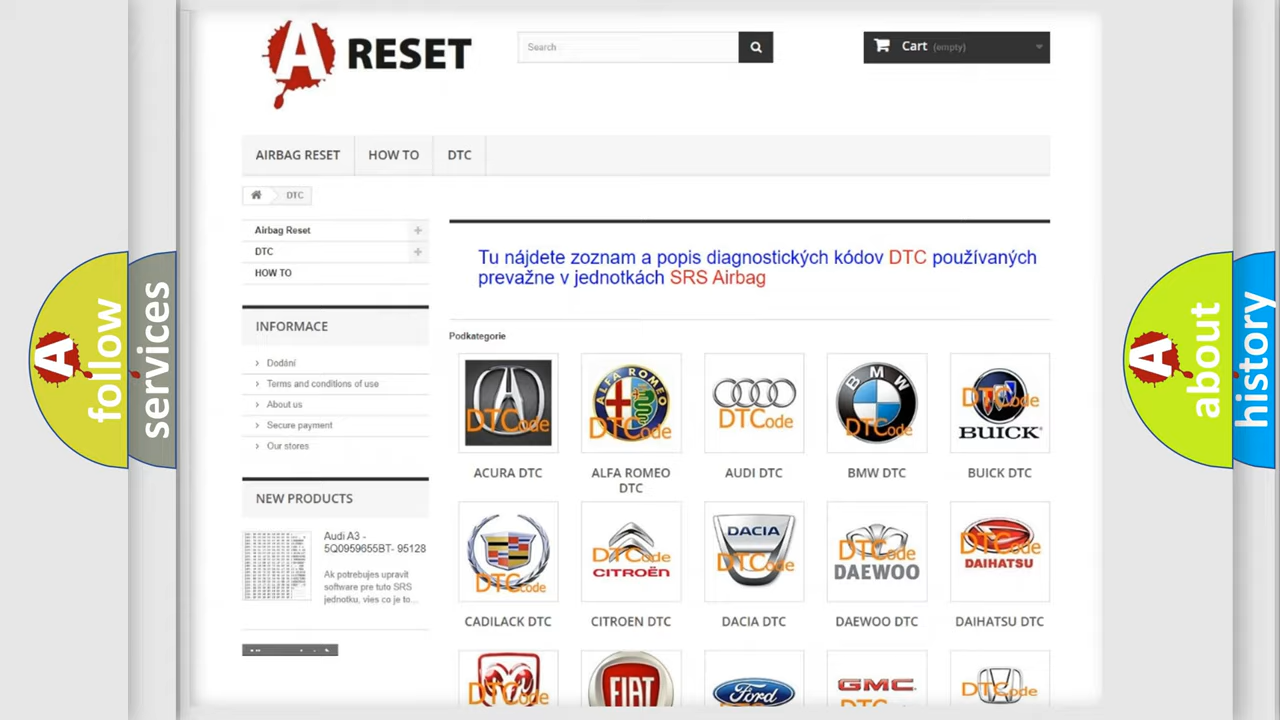 A RESET
Search
Cart (empty)
AIRBAG RESET
HOW TO
DTC
DTC
Airbag Reset
DTC
HOW TO
Tu nájdete zoznam a popis diagnostických kódov DTC používaných
prevažne v jednotkách SRS Airbag
INFORMACE
Podkategorie
Dodání
Terms and conditions of use
About us
Secure payment
Our stores
NEW PRODUCTS
Audi A3 -
5Q0959655BT- 95128
Ak potrebujes upravit
software pre tuto SRS
jednotku, vies co je to...
DTCode
ALFA ROMEO
DTCode
DTCode
BMW
DTCode
DTCode
BUICK
ACURA DTC
ALFA ROMEO
DTC
AUDI DTC
BMW DTC
BUICK DTC
DTCode
DTCode
CITROËN
DACIA
DTCode
DTCode
DAEWOO
DTCode
DAIHATSU
CADILACK DTC
CITROEN DTC
DACIA DTC
DAEWOO DTC
DAIHATSU DTC
DTCode
FIAT
Ford
GMC
DTCode
A follow
services
A about
history